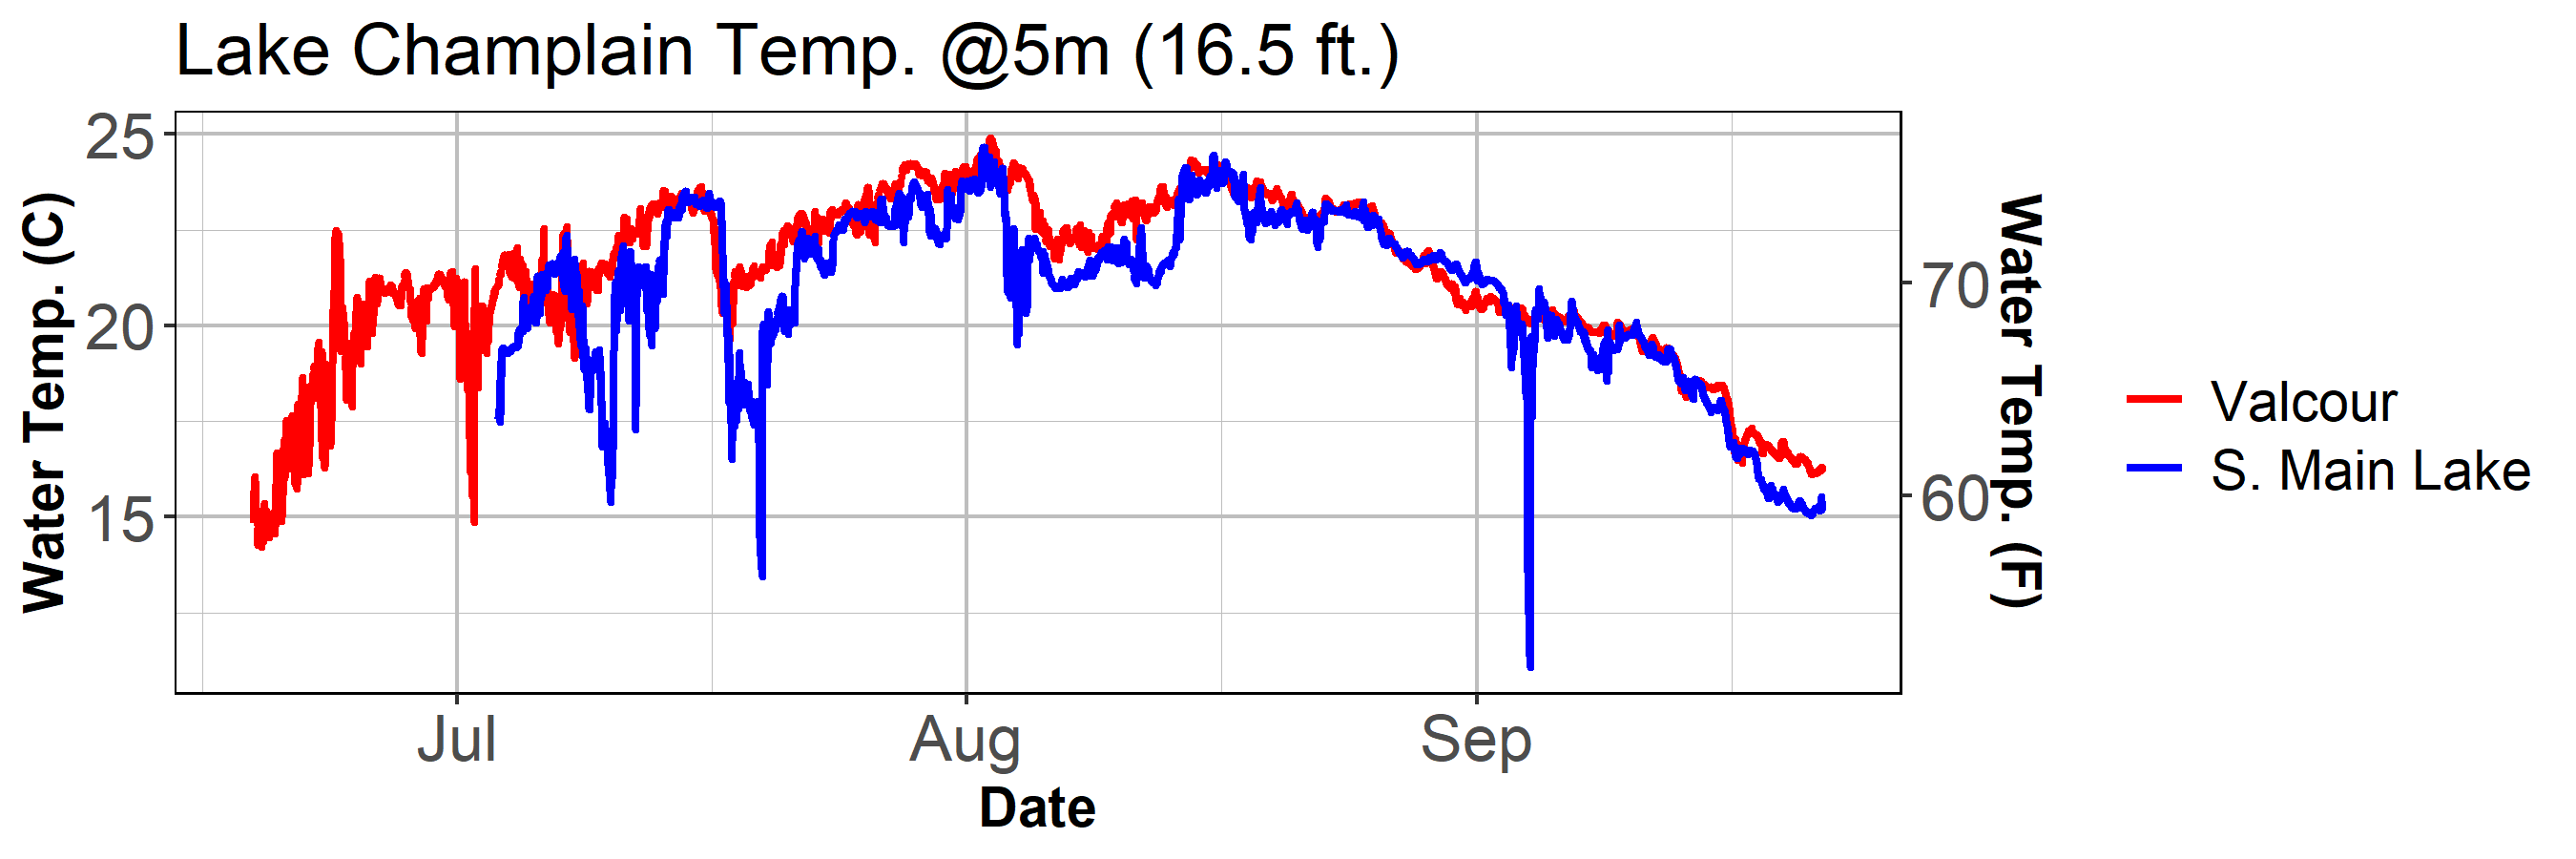 Lake Champlain Temp. @5m (16.5 ft.)
Water Temp. (C)
25
20
15
Water Temp. (F)
70
60
Jul
Aug
Sep
Date
Valcour
S. Main Lake